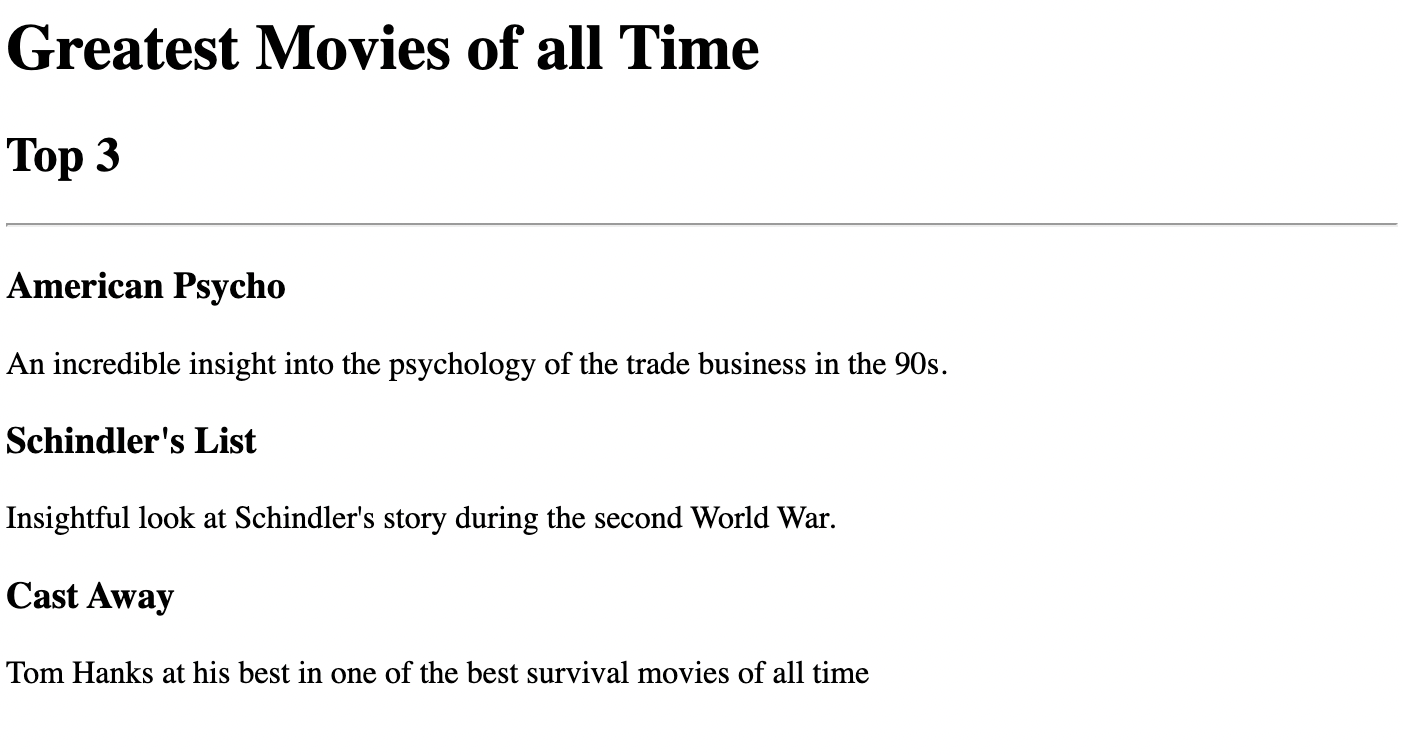 Greatest Movies of all Time
Top 3
American Psycho
An incredible insight into the psychology of the trade business in the 90s.
Schindler's List
Insightful look at Schindler's story during the second World War.
Cast Away
Tom Hanks at his best in one of the best survival movies of all time